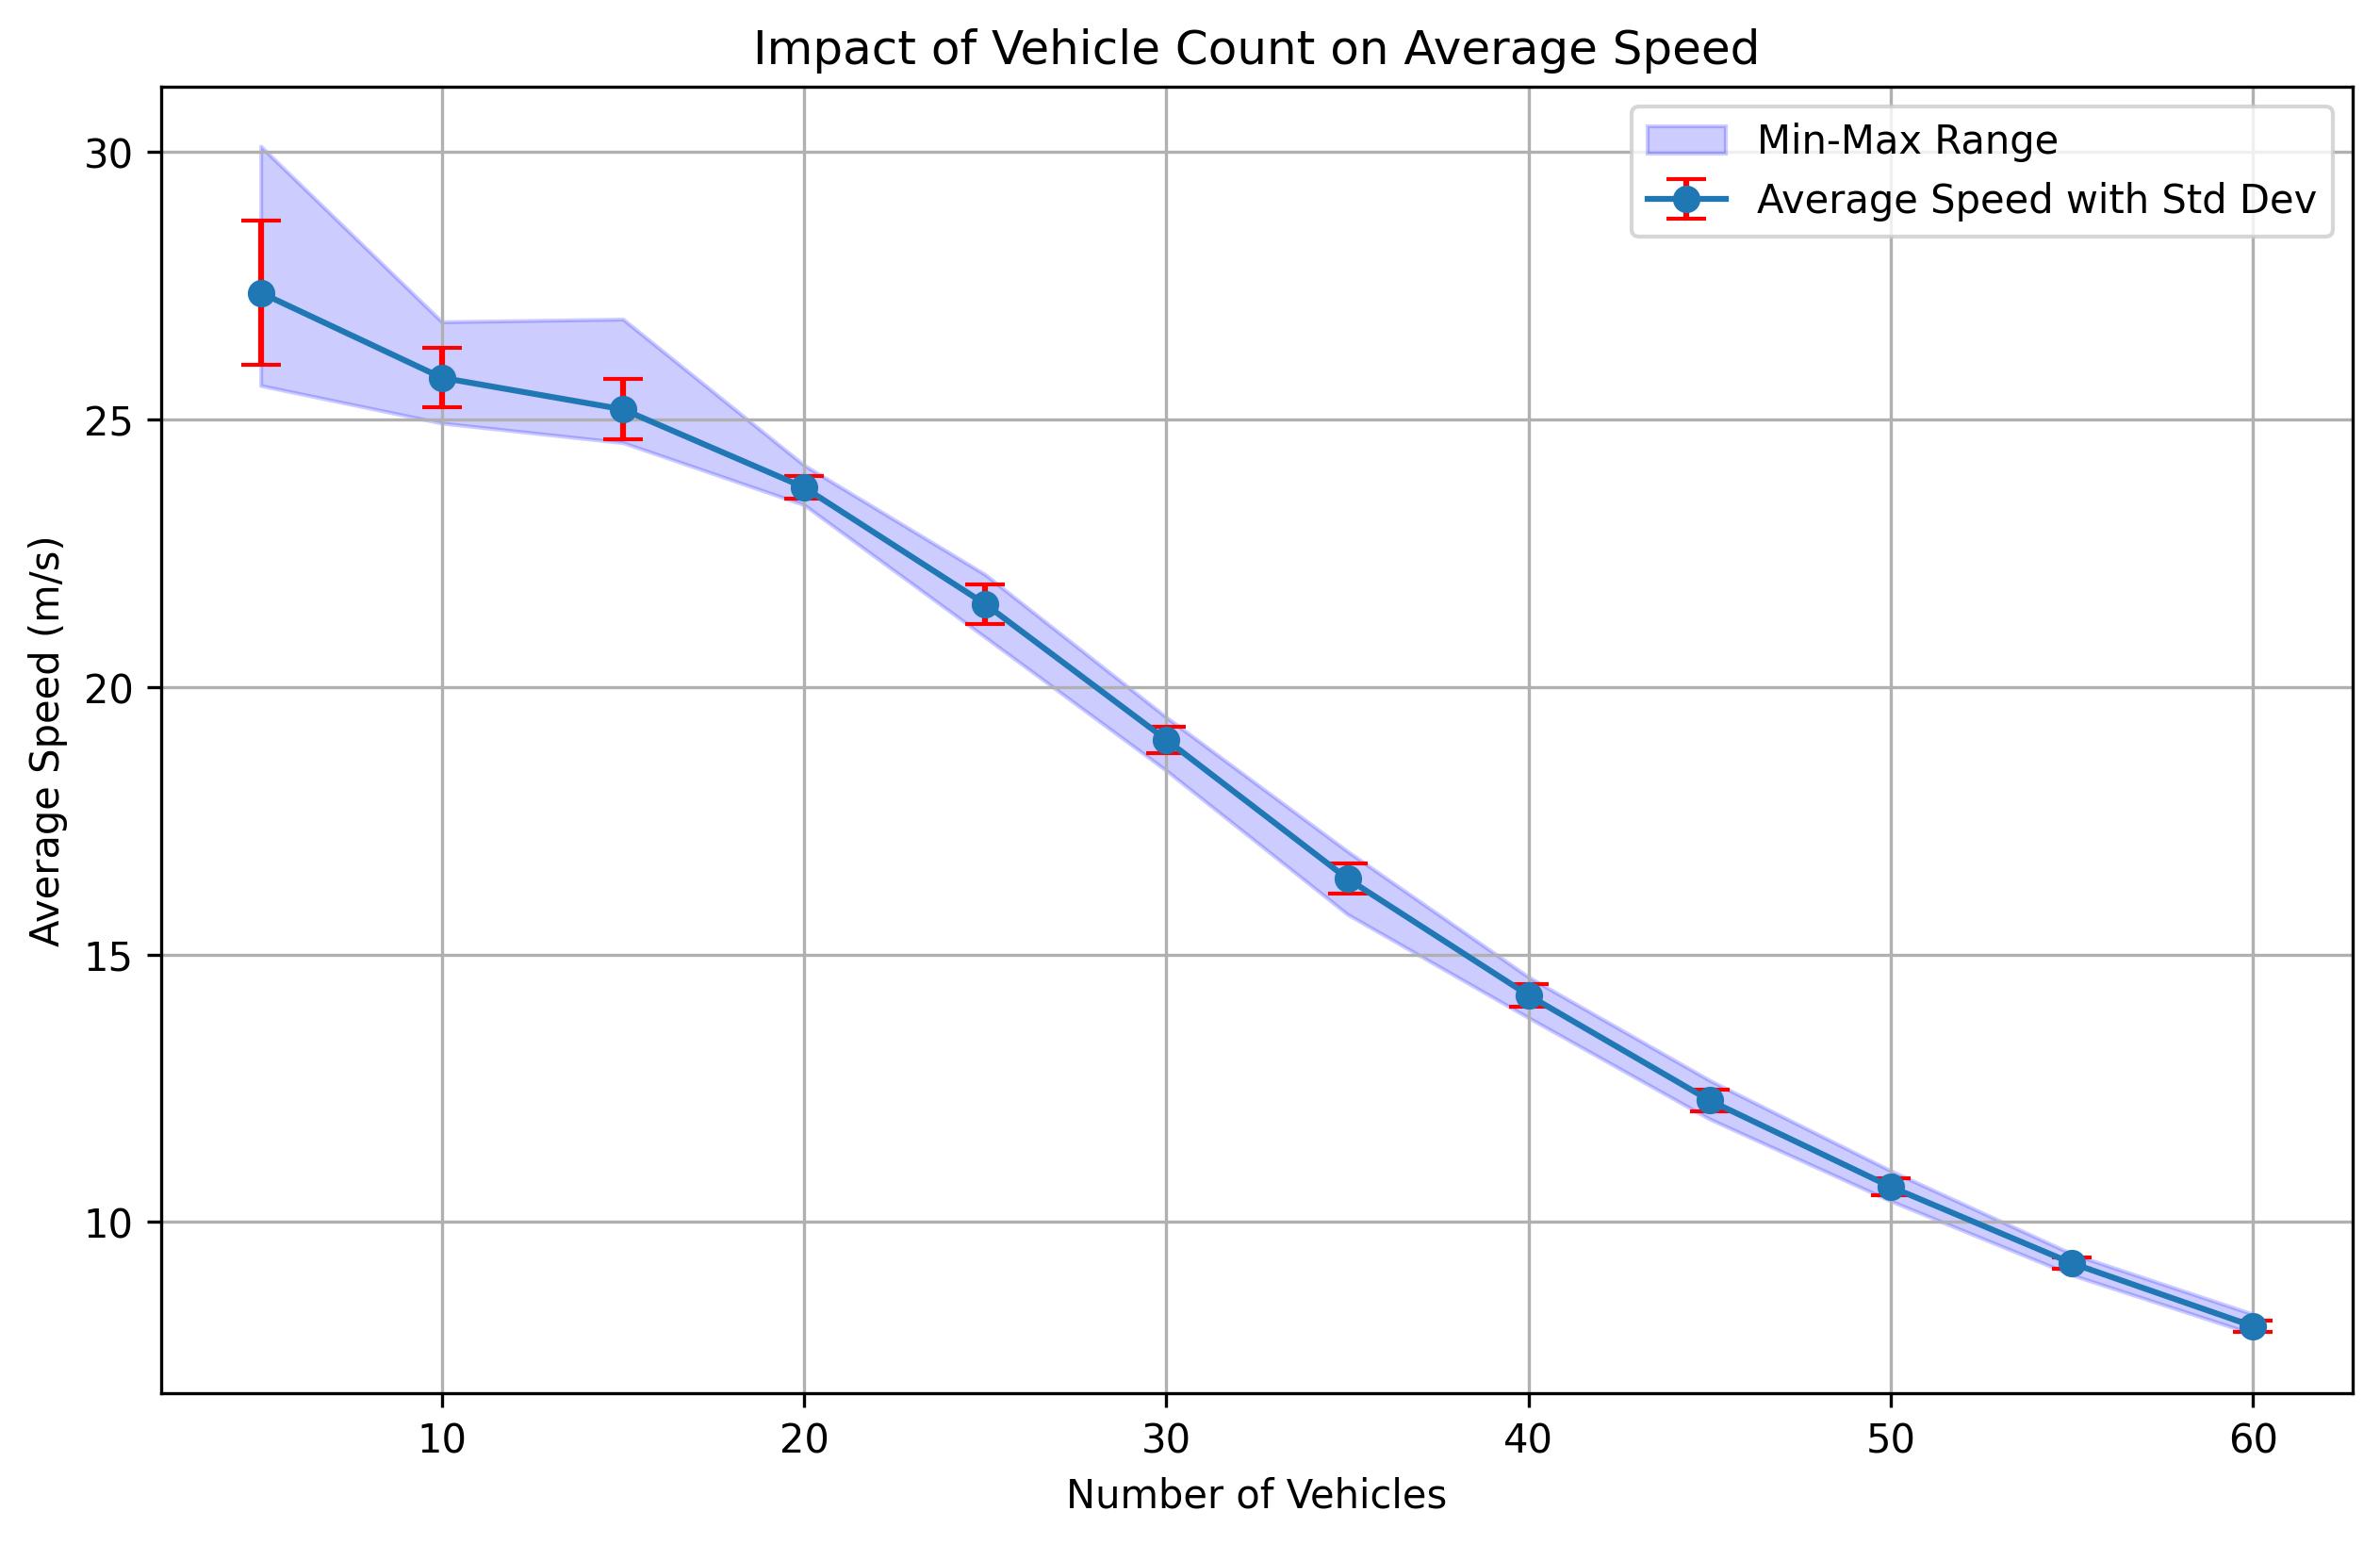 Impact of Vehicle Count on Average Speed
Min-Max Range
Average Speed with Std Dev
Average Speed (m/s)
30
25
20
15
10
10 20 30 40 50 60
Number of Vehicles